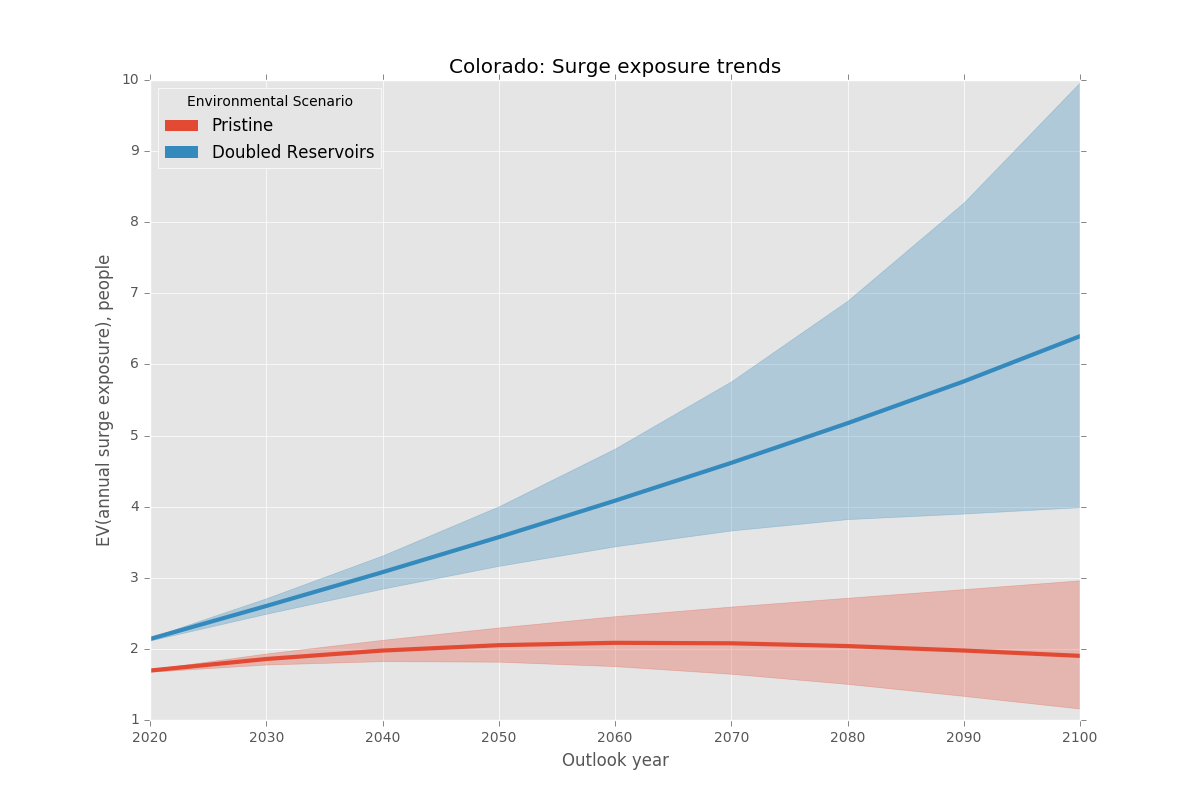 Colorado: Surge exposure trends
Environmental Scenario
Pristine
Doubled Reservoirs
EV(annual surge exposure), people
10
9
8
7
6
5
4
3
2
1
2020 2030 2040 2050 2060 2070 2080 2090 2100
Outlook year